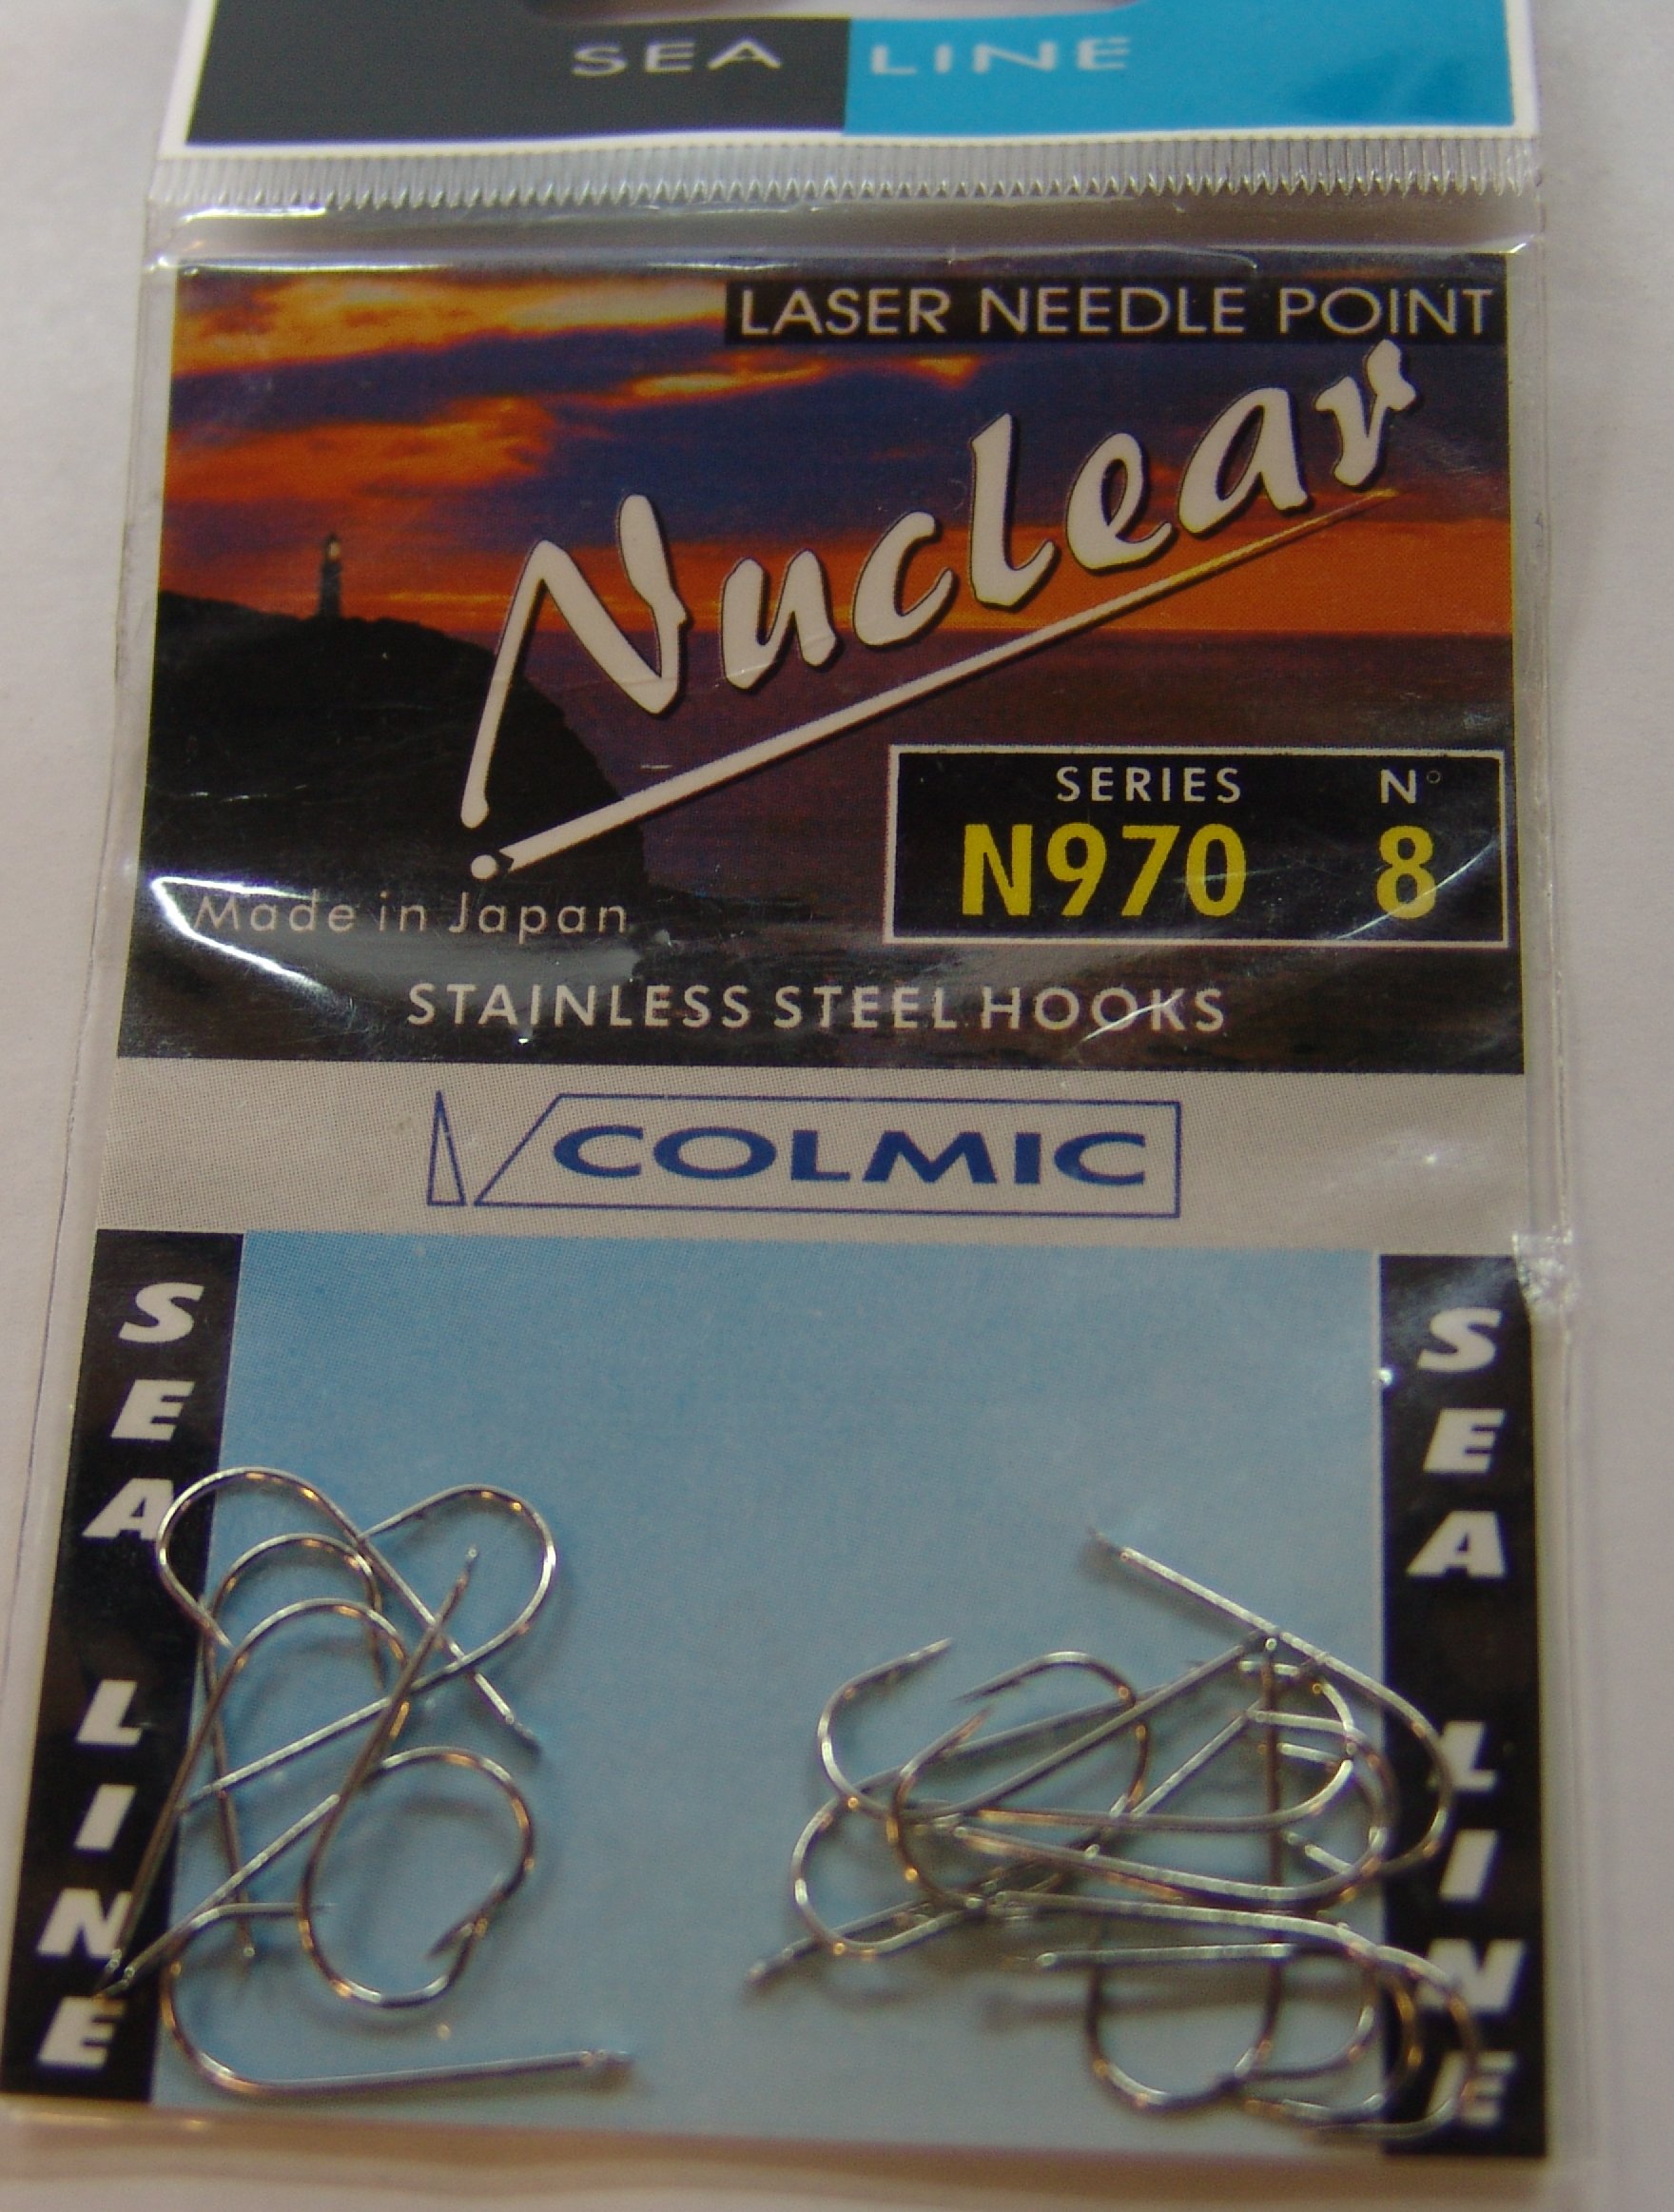 SEA LINE
LASER NEEDLE POINT
Nuclear
SERIES N°
N970 8
Made in Japan
STAINLESS STEEL HOOKS
COLMIC
SEA LINE
SEA LINE